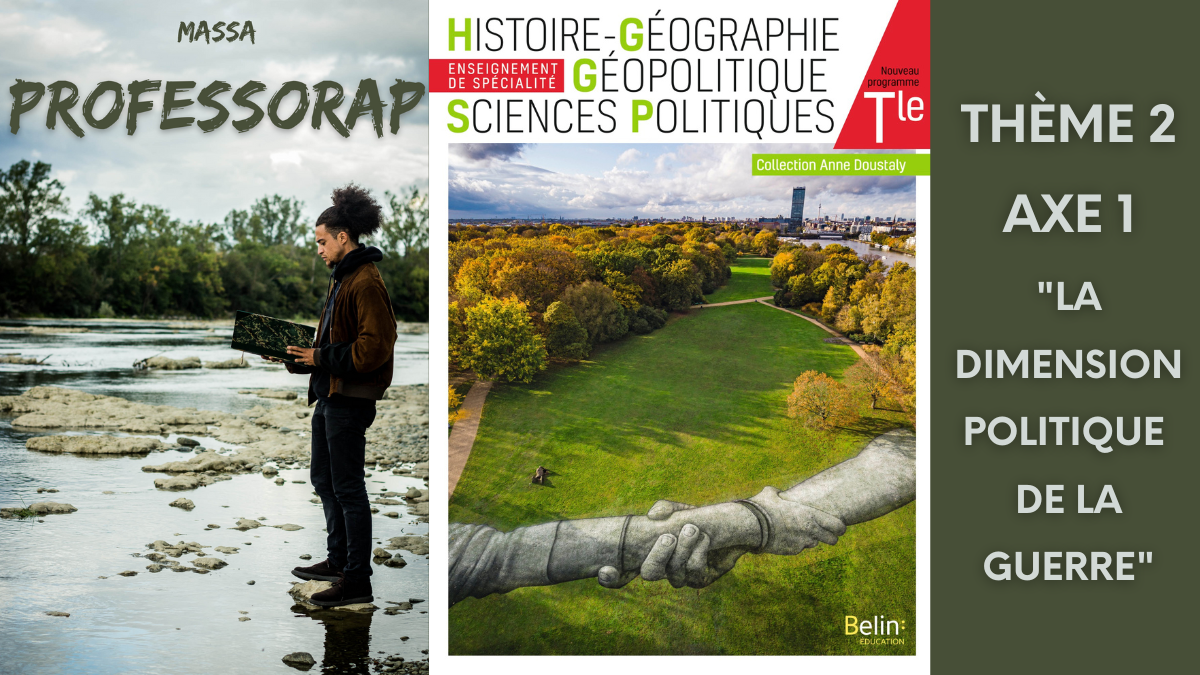 MASSA
PROFESSORAP
HISTOIRE-GÉOGRAPHIE
ENSEIGNEMENT
DE SPÉCIALITÉ
GÉOPOLITIQUE
SCIENCES POLITIQUES
Nouveau
programme
Tle
Collection Anne Doustaly
Belin:
ÉDUCATION
THÈME 2
AXE 1
"LA
DIMENSION
POLITIQUE
DE LA
GUERRE"